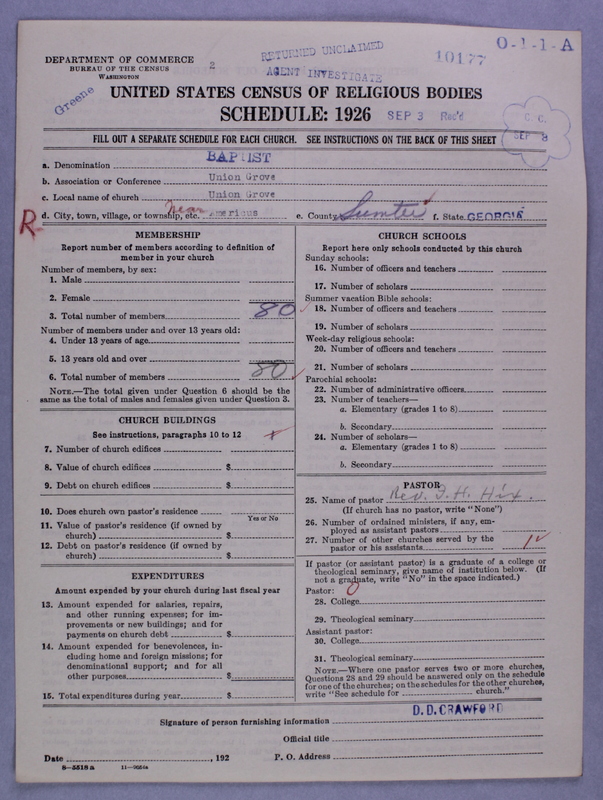 O-1-1-A
RETURNED UNCLAIMED
AGENT INVESTIGATE
10177
DEPARTMENT OF COMMERCE
BUREAU OF THE CENSUS
WASHINGTON
2
Greene
UNITED STATES CENSUS OF RELIGIOUS BODIES
SCHEDULE: 1926
SEP 3 Rec'd
C. C.
SEP 8
FILL OUT A SEPARATE SCHEDULE FOR EACH CHURCH. SEE INSTRUCTIONS ON THE BACK OF THIS SHEET
a. Denomination BAPTIST
b. Association or Conference Union Grove
c. Local name of church Union Grove
R d. City, town, village, or township, etc. near Americus e. County Sumter f. State GEORGIA
MEMBERSHIP
Report number of members according to definition of
member in your church
Number of members, by sex:
1. Male
2. Female
3. Total number of members 80
Number of members under and over 13 years old:
4. Under 13 years of age
5. 13 years old and over
6. Total number of members 80
NOTE.—The total given under Question 6 should be the
same as the total of males and females given under Question 3.
CHURCH BUILDINGS
See instructions, paragraphs 10 to 12
7. Number of church edifices
8. Value of church edifices $
9. Debt on church edifices $
10. Does church own pastor's residence
Yes or No
11. Value of pastor's residence (if owned by
church) $
12. Debt on pastor's residence (if owned by
church) $
EXPENDITURES
Amount expended by your church during last fiscal year
13. Amount expended for salaries, repairs,
and other running expenses; for im-
provements or new buildings; and for
payments on church debt $
14. Amount expended for benevolences, in-
cluding home and foreign missions; for
denominational support; and for all
other purposes $
15. Total expenditures during year $
CHURCH SCHOOLS
Report here only schools conducted by this church
Sunday schools:
16. Number of officers and teachers
17. Number of scholars
Summer vacation Bible schools:
18. Number of officers and teachers
19. Number of scholars
Week-day religious schools:
20. Number of officers and teachers
21. Number of scholars
Parochial schools:
22. Number of administrative officers
23. Number of teachers—
a. Elementary (grades 1 to 8)
b. Secondary
24. Number of scholars—
a. Elementary (grades 1 to 8)
b. Secondary
PASTOR
25. Name of pastor Rev. I. H. Hix.
(If church has no pastor, write "None")
26. Number of ordained ministers, if any, em-
ployed as assistant pastors
27. Number of other churches served by the
pastor or his assistants 1
If pastor (or assistant pastor) is a graduate of a college or
theological seminary, give name of institution below. (If
not a graduate, write "No" in the space indicated.)
Pastor: 0
28. College
29. Theological seminary
Assistant pastor:
30. College
31. Theological seminary
NOTE.—Where one pastor serves two or more churches,
Questions 28 and 29 should be answered only on the schedule
for one of the churches; on the schedules for the other churches,
write "See schedule for church."
D. D. CRAWFORD
Signature of person furnishing information
Official title
Date , 192 P. O. Address
8-5518 a